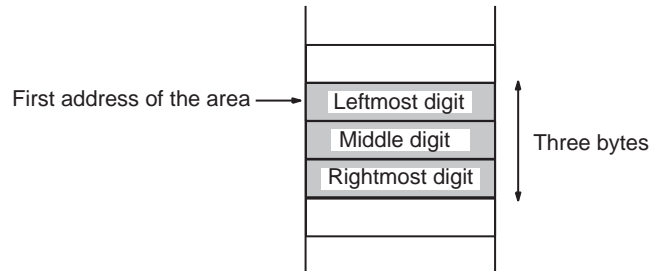 First address of the area
Leftmost digit
Middle digit
Rightmost digit
Three bytes